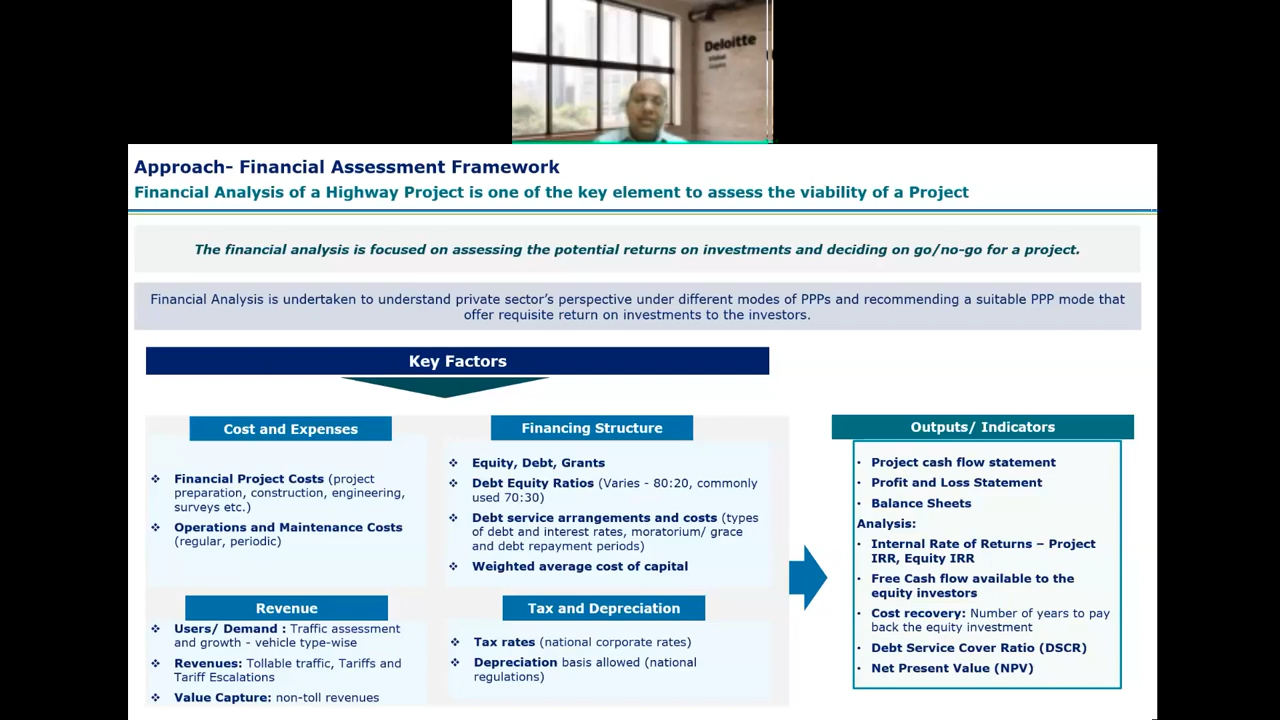 Deloitte
Approach- Financial Assessment Framework
Financial Analysis of a Highway Project is one of the key element to assess the viability of a Project
The financial analysis is focused on assessing the potential returns on investments and deciding on go/no-go for a project.
Financial Analysis is undertaken to understand private sector's perspective under different modes of PPPs and recommending a suitable PPP mode that
offer requisite return on investments to the investors.
Key Factors
Cost and Expenses
❖ Financial Project Costs (project
preparation, construction, engineering,
surveys etc.)
❖ Operations and Maintenance Costs
(regular, periodic)
Financing Structure
❖ Equity, Debt, Grants
❖ Debt Equity Ratios (Varies - 80:20, commonly
used 70:30)
❖ Debt service arrangements and costs (types
of debt and interest rates, moratorium/ grace
and debt repayment periods)
❖ Weighted average cost of capital
Revenue
❖ Users/ Demand : Traffic assessment
and growth - vehicle type-wise
❖ Revenues: Tollable traffic, Tariffs and
Tariff Escalations
❖ Value Capture: non-toll revenues
Tax and Depreciation
❖ Tax rates (national corporate rates)
❖ Depreciation basis allowed (national
regulations)
Outputs/ Indicators
• Project cash flow statement
• Profit and Loss Statement
• Balance Sheets
Analysis:
• Internal Rate of Returns – Project
IRR, Equity IRR
• Free Cash flow available to the
equity investors
• Cost recovery: Number of years to pay
back the equity investment
• Debt Service Cover Ratio (DSCR)
• Net Present Value (NPV)